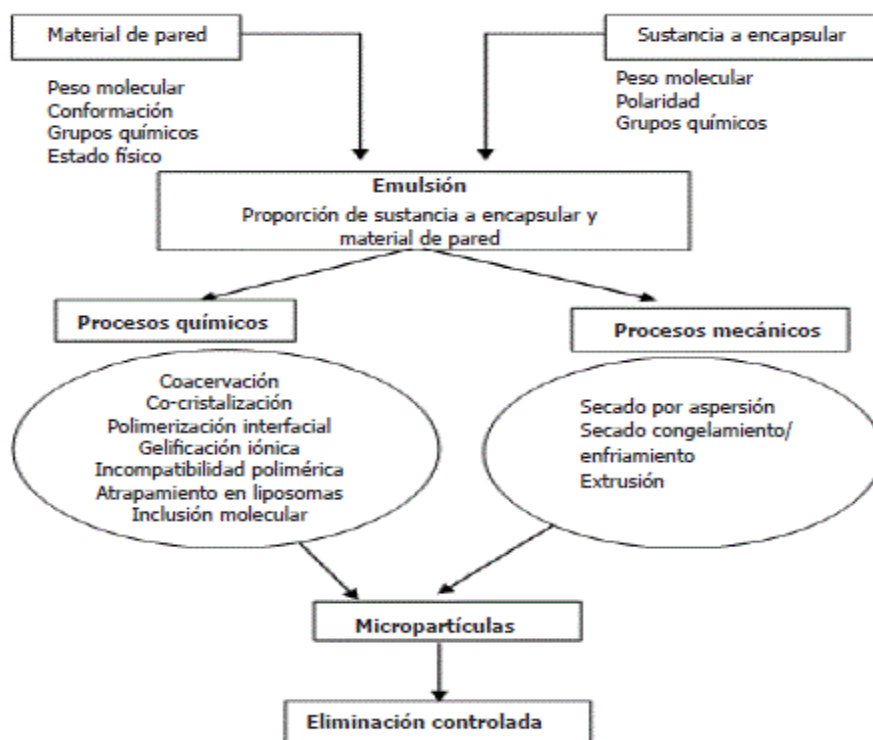 Material de pared
Sustancia a encapsular
Peso molecular
Conformación
Grupos químicos
Estado físico
Peso molecular
Polaridad
Grupos químicos
Emulsión
Proporción de sustancia a encapsular y
material de pared
Procesos químicos
Procesos mecánicos
Coacervación
Co-cristalización
Polimerización interfacial
Gelificación iónica
Incompatibilidad polimérica
Atrapamiento en liposomas
Inclusión molecular
Secado por aspersión
Secado congelamiento/
enfriamiento
Extrusión
Micropartículas
Eliminación controlada